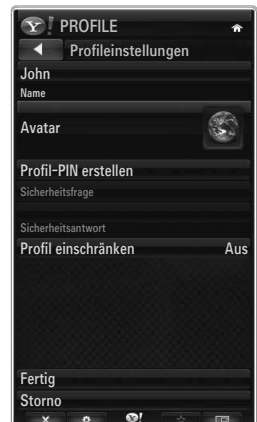 Y! PROFILE
Profileinstellungen
John
Name
Avatar
Profil-PIN erstellen
Sicherheitsfrage
Sicherheitsantwort
Profil einschränken Aus
Fertig
Storno
Y!